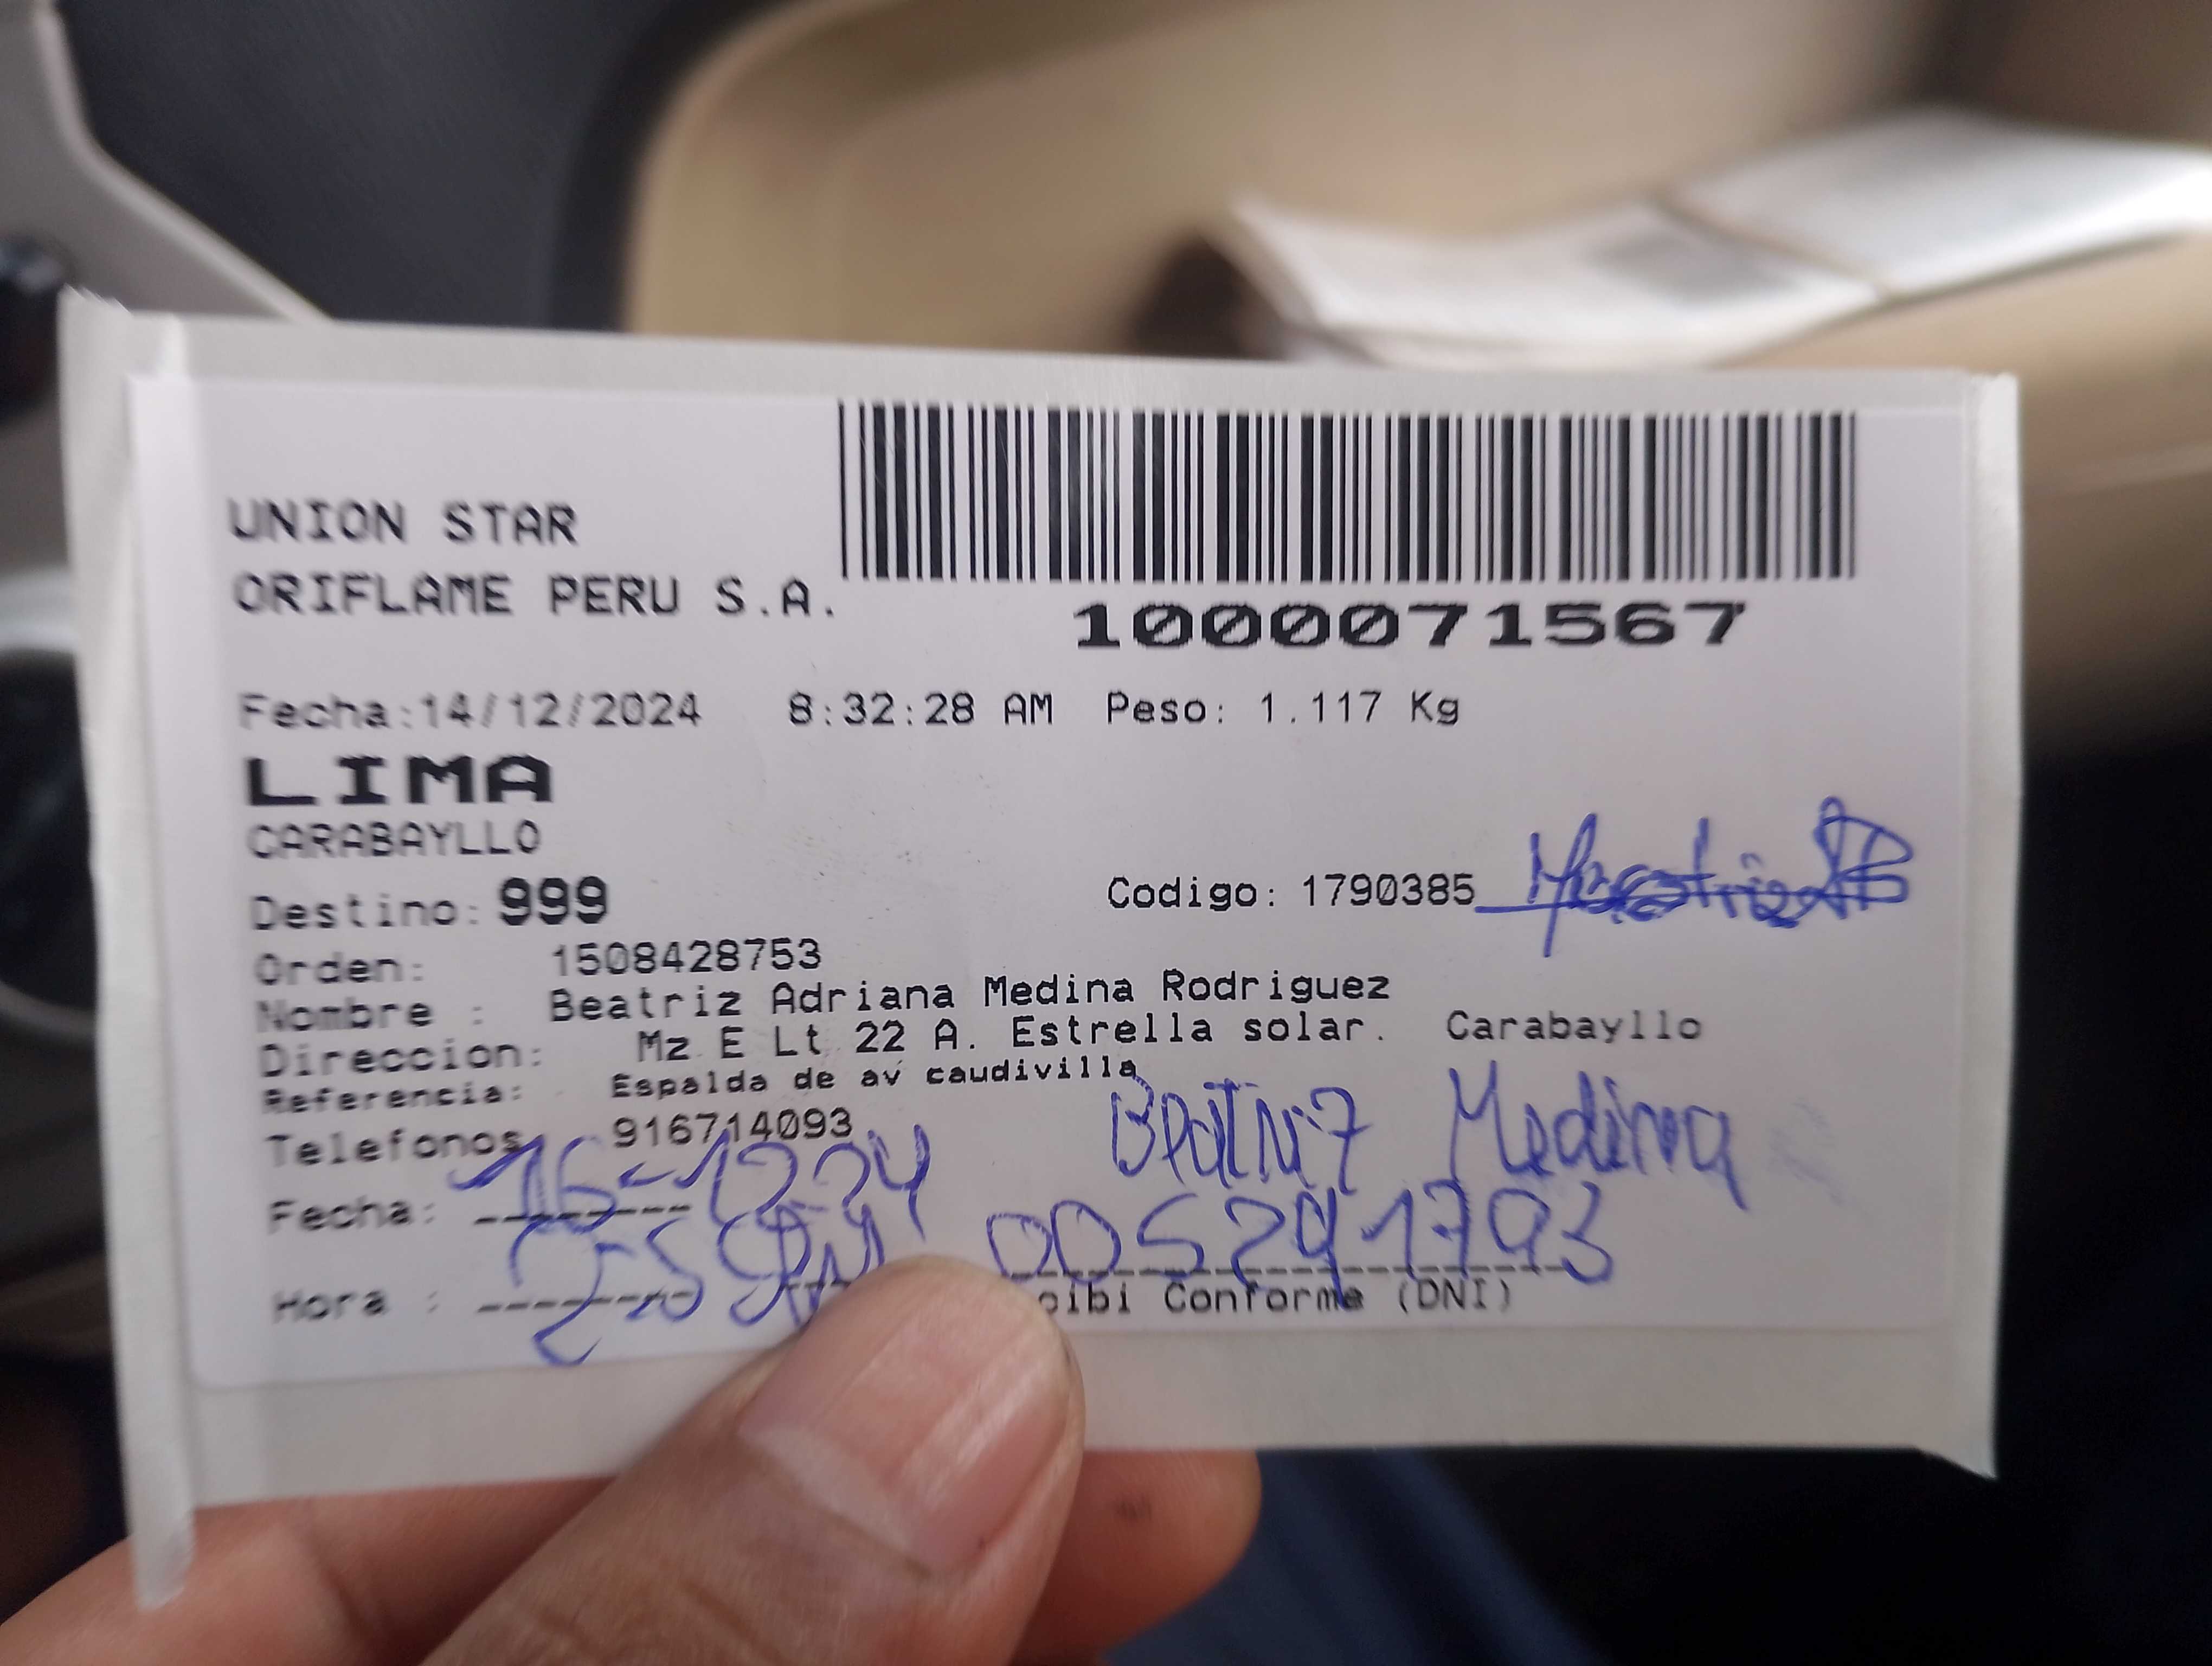 UNION STAR
ORIFLAME PERU S.A.
1000071567
Fecha:14/12/2024 8:32:28 AM Peso: 1.117 Kg
LIMA
CARABAYLLO
Destino: 999 Codigo: 1790385
Orden: 1508428753
Nombre : Beatriz Adriana Medina Rodriguez
Direccion: Mz E Lt 22 A. Estrella solar. Carabayllo
Referencia: Espalda de av caudivilla
Telefonos 916714093
Beatriz Medina
Fecha: 16-12-24
Hora :
Conforme (DNI)